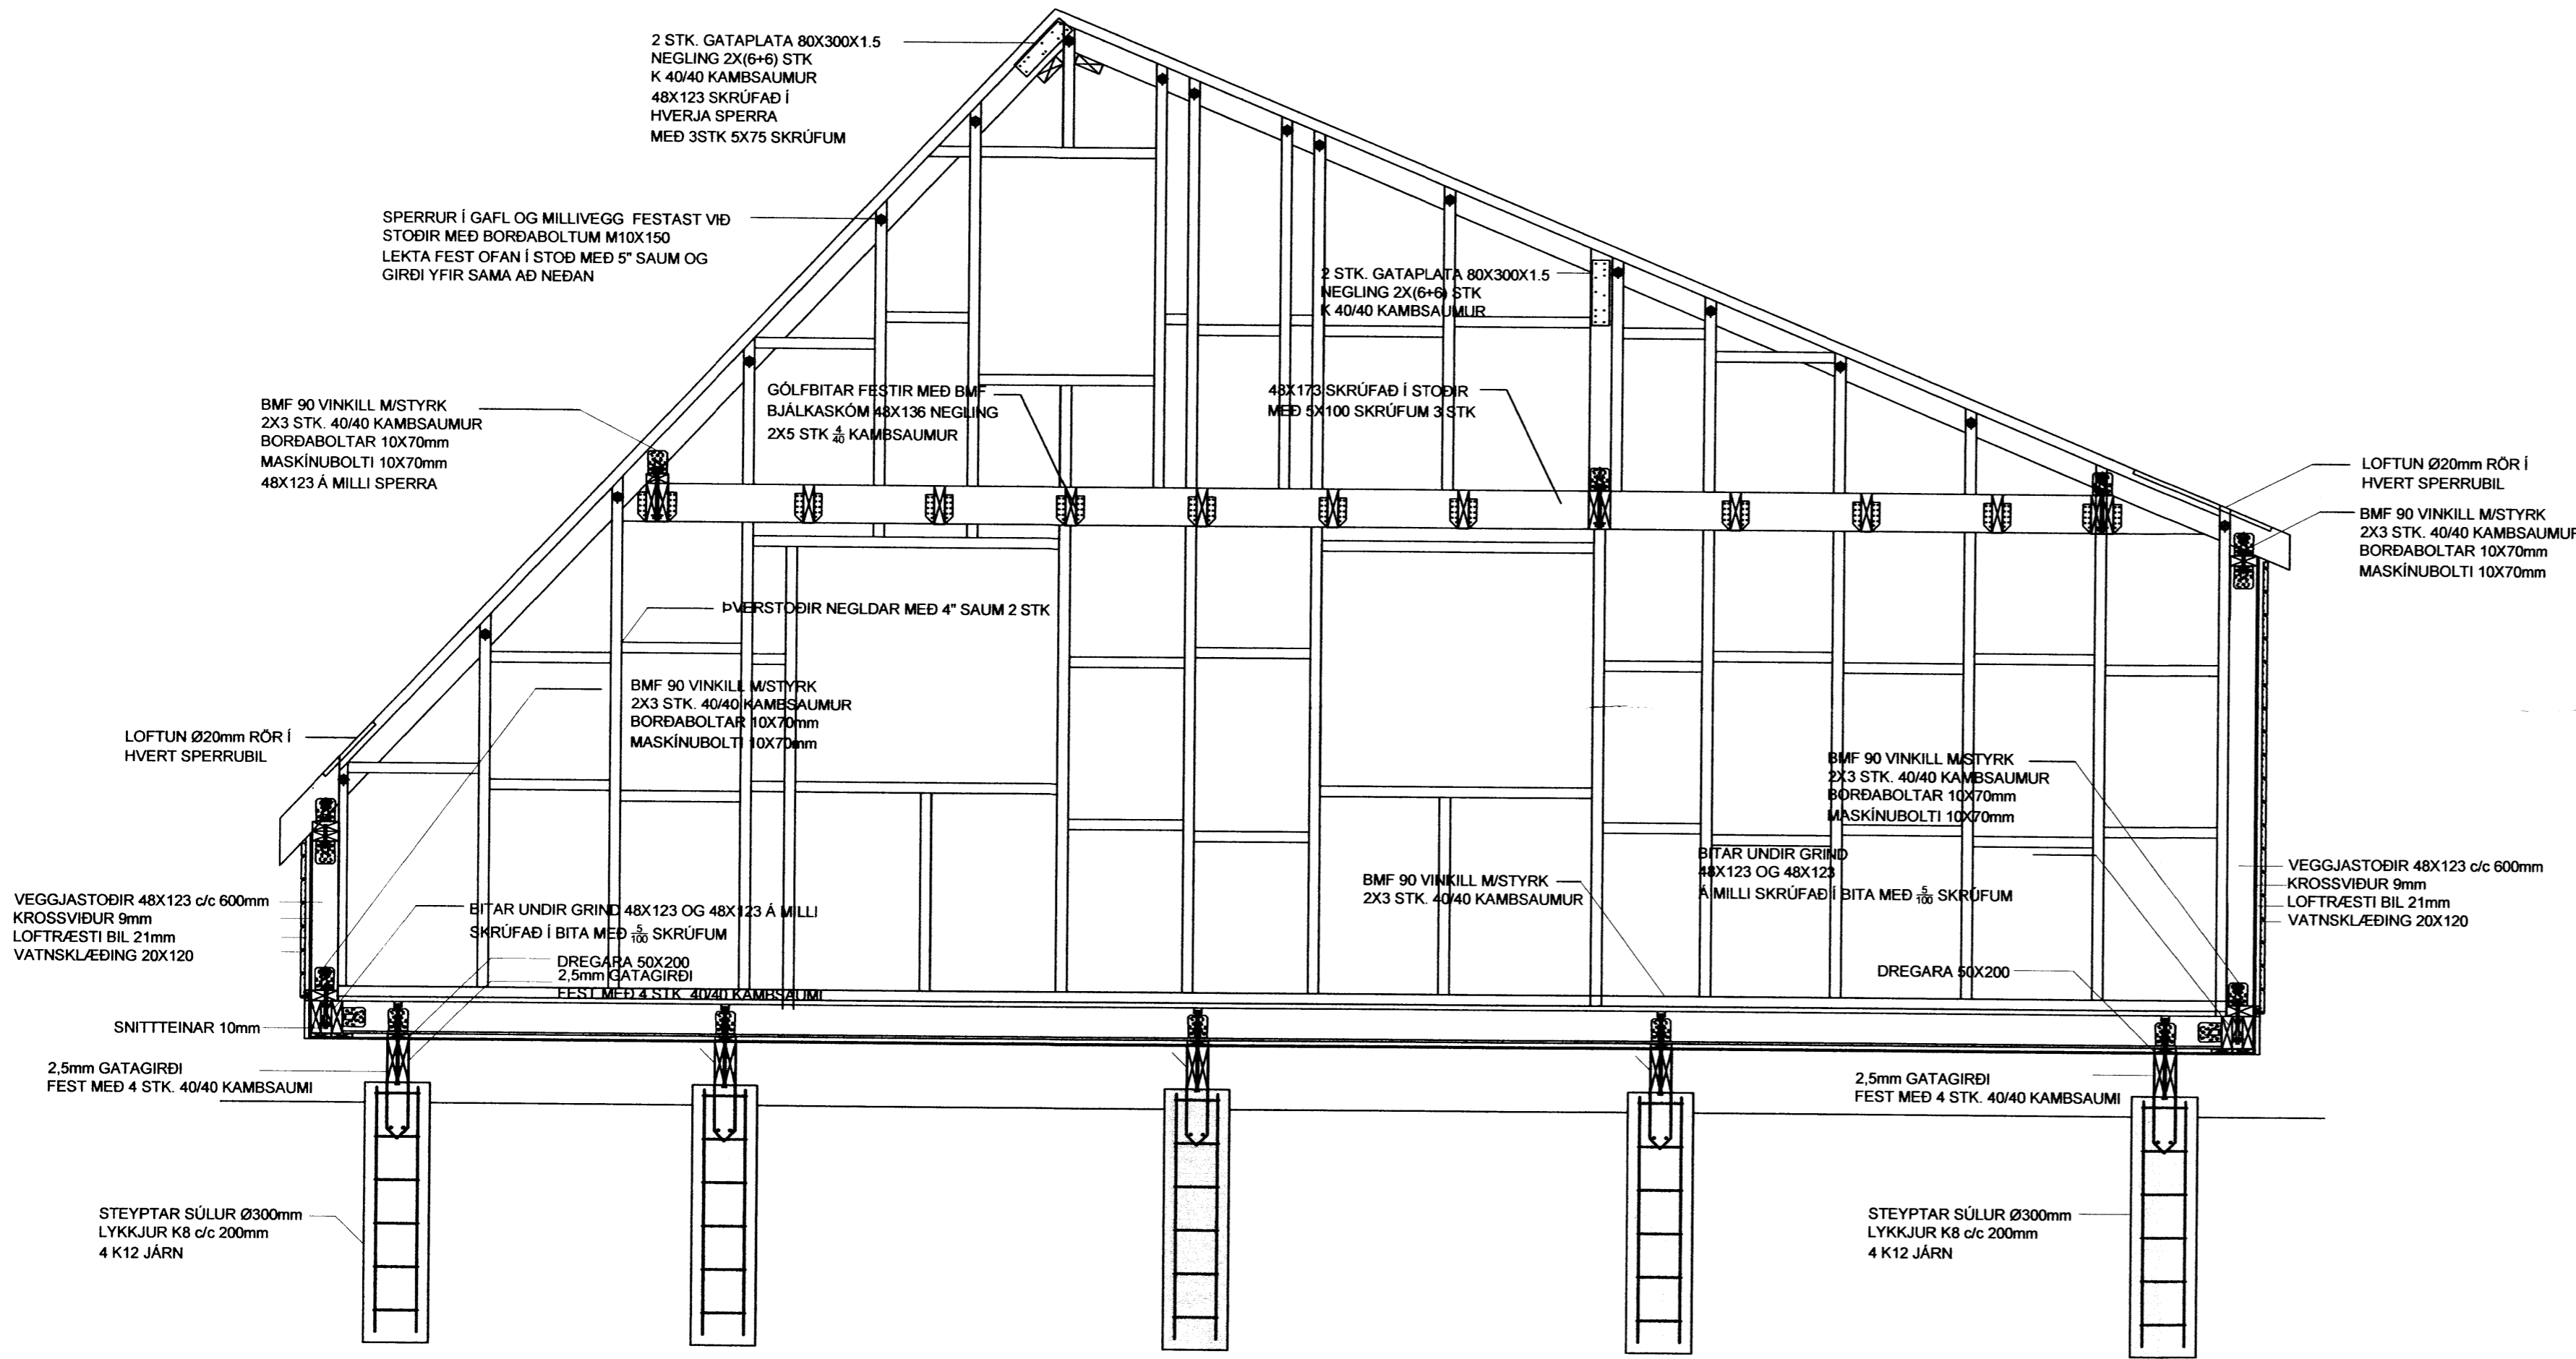 2 STK. GATAPLATA 80X300X1.5
NEGLING 2X(6+6) STK
K 40/40 KAMBSAUMUR
48X123 SKRÚFAÐ Í
HVERJA SPERRA
MEÐ 3STK 5X75 SKRÚFUM
SPERRUR Í GAFL OG MILLIVEGG FESTAST VIÐ
STOÐIR MEÐ BORÐABOLTUM M10X150
LEKTA FEST OFAN Í STOÐ MEÐ 5" SAUM OG
GIRÐI YFIR SAMA AÐ NEÐAN
2 STK. GATAPLATA 80X300X1.5
NEGLING 2X(6+6) STK
K 40/40 KAMBSAUMUR
BMF 90 VINKILL M/STYRK
2X3 STK. 40/40 KAMBSAUMUR
BORÐABOLTAR 10X70mm
MASKÍNUBOLTI 10X70mm
48X123 Á MILLI SPERRA
GÓLFBITAR FESTIR MEÐ BMF
BJÁLKASKÓM 48X136 NEGLING
2X5 STK 4/40 KAMBSAUMUR
48X173 SKRÚFAÐ Í STOÐIR
MEÐ 5X100 SKRÚFUM 3 STK
LOFTUN Ø20mm RÖR Í
HVERT SPERRUBIL
BMF 90 VINKILL M/STYRK
2X3 STK. 40/40 KAMBSAUMUR
BORÐABOLTAR 10X70mm
MASKÍNUBOLTI 10X70mm
ÞVERSTOÐIR NEGLDAR MEÐ 4" SAUM 2 STK
BMF 90 VINKILL M/STYRK
2X3 STK. 40/40 KAMBSAUMUR
BORÐABOLTAR 10X70mm
MASKÍNUBOLTI 10X70mm
LOFTUN Ø20mm RÖR Í
HVERT SPERRUBIL
BMF 90 VINKILL M/STYRK
2X3 STK. 40/40 KAMBSAUMUR
BORÐABOLTAR 10X70mm
MASKÍNUBOLTI 10X70mm
BITAR UNDIR GRIND
48X123 OG 48X123
Á MILLI SKRÚFAÐ Í BITA MEÐ 5/100 SKRÚFUM
BMF 90 VINKILL M/STYRK
2X3 STK. 40/40 KAMBSAUMUR
VEGGJASTOÐIR 48X123 c/c 600mm
KROSSVIÐUR 9mm
LOFTRÆSTI BIL 21mm
VATNSKLÆÐING 20X120
VEGGJASTOÐIR 48X123 c/c 600mm
KROSSVIÐUR 9mm
LOFTRÆSTI BIL 21mm
VATNSKLÆÐING 20X120
BITAR UNDIR GRIND 48X123 OG 48X123 Á MILLI
SKRÚFAÐ Í BITA MEÐ 5/100 SKRÚFUM
DREGARA 50X200
2,5mm GATAGIRÐI
FEST MEÐ 4 STK. 40/40 KAMBSAUMI
DREGARA 50X200
SNITTTEINAR 10mm
2,5mm GATAGIRÐI
FEST MEÐ 4 STK. 40/40 KAMBSAUMI
2,5mm GATAGIRÐI
FEST MEÐ 4 STK. 40/40 KAMBSAUMI
STEYPTAR SÚLUR Ø300mm
LYKKJUR K8 c/c 200mm
4 K12 JÁRN
STEYPTAR SÚLUR Ø300mm
LYKKJUR K8 c/c 200mm
4 K12 JÁRN